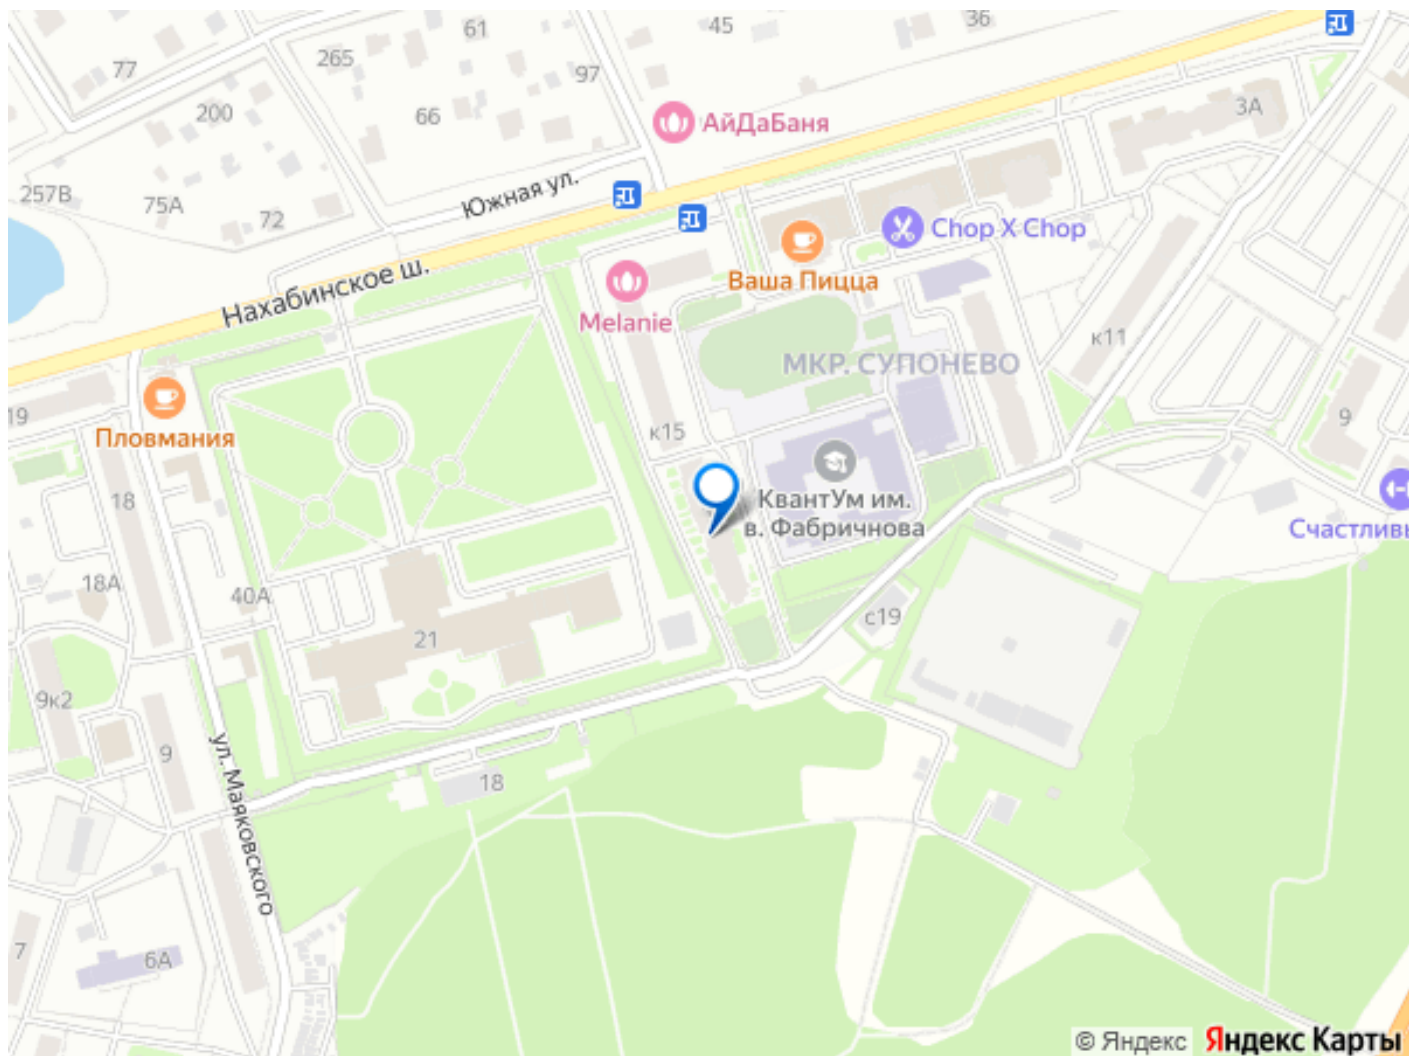 61
45
36
77
265
97
3А
200
66
АйДаБаня
257В
75А
72
Южная ул.
Chop X Chop
Ваша Пицца
Нахабинское ш.
Melanie
к11
МКР. СУПОНЕВО
19
Пловмания
к15
9
18
КвантУм им.
в. Фабричнова
Счастливы
18А
40А
21
с19
9к2
9
18
ул. Маяковского
7
6А
© Яндекс Яндекс Карты